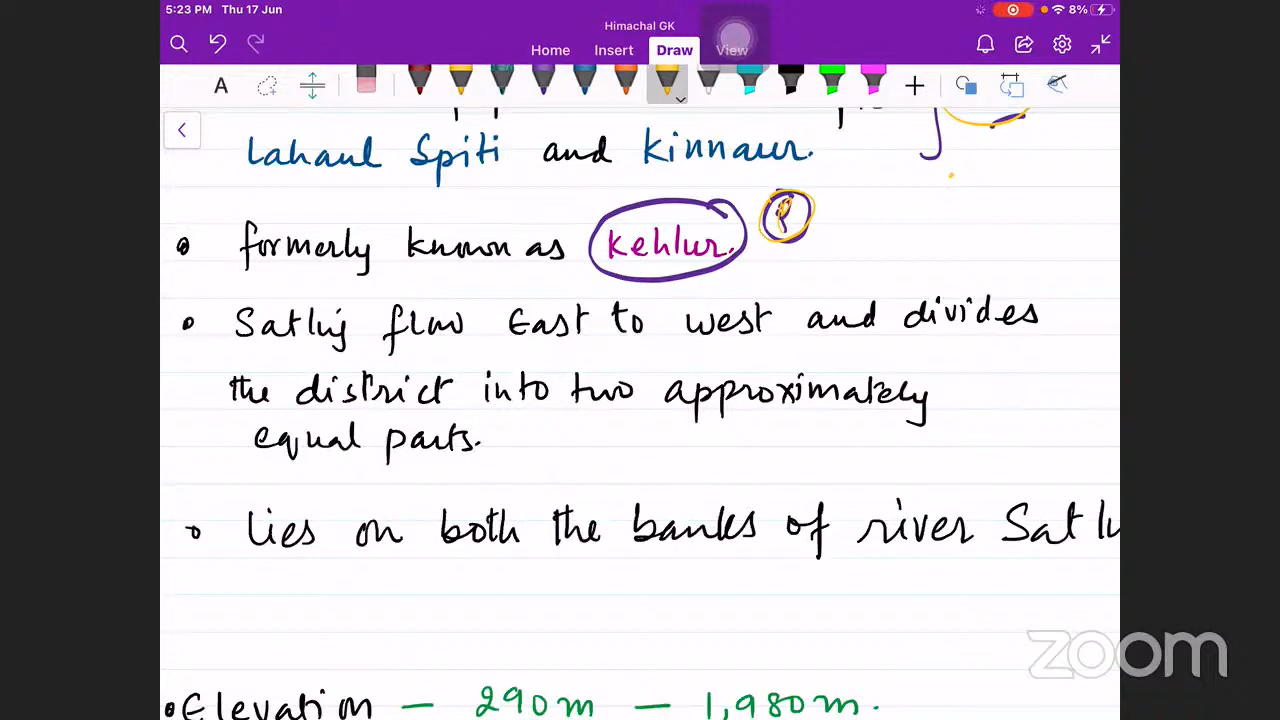 5:23 PM Thu 17 Jun
8%
Himachal GK
Home Insert Draw View
A
Lahaul Spiti and Kinnaur.
• formerly known as Kehlur.
• Satluj flow East to west and divides
the district into two approximately
equal parts.
• lies on both the banks of river Satlu
• Elevation — 290m — 1,980m.
zoom